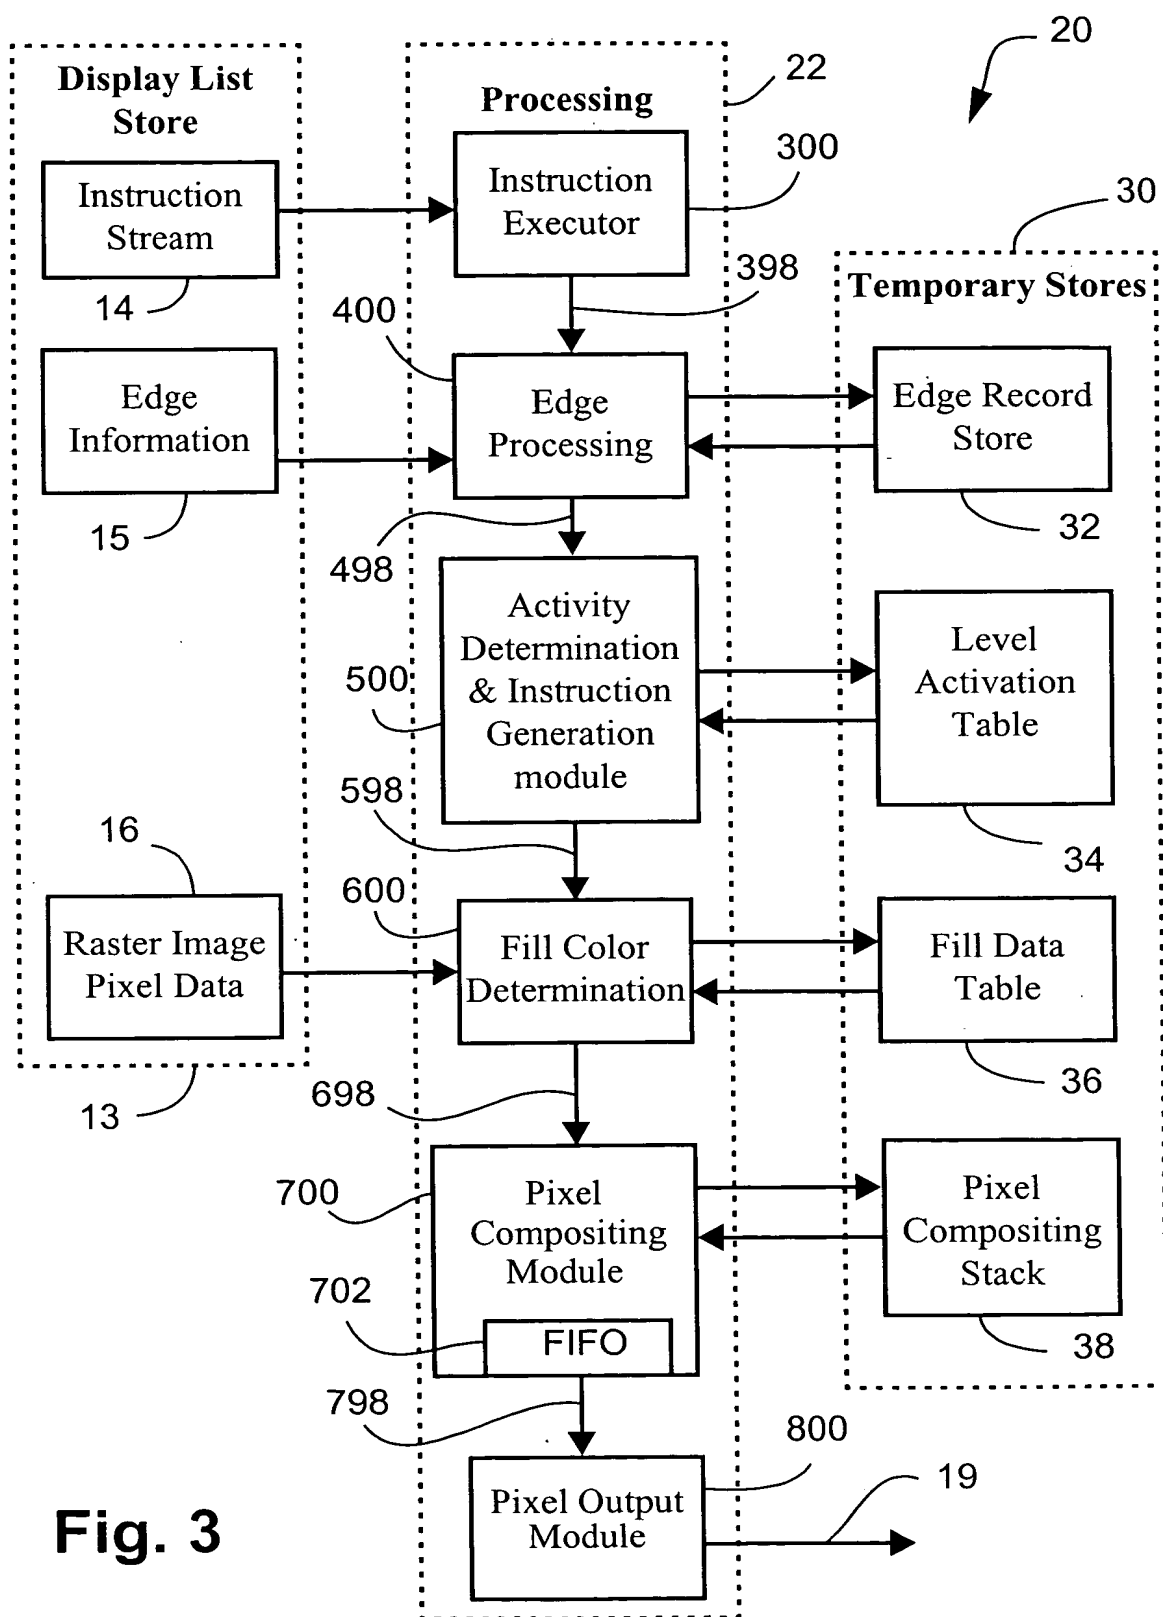 20
Display List
Store
Processing
22
Instruction
Stream
14
Instruction
Executor
300
398
30
Temporary Stores
400
Edge
Information
15
Edge
Processing
Edge Record
Store
32
498
Activity
Determination
& Instruction
Generation
module
500
Level
Activation
Table
34
598
16
600
Raster Image
Pixel Data
Fill Color
Determination
Fill Data
Table
36
13
698
700
Pixel
Compositing
Module
702
FIFO
Pixel
Compositing
Stack
38
798
800
Pixel Output
Module
19
Fig. 3